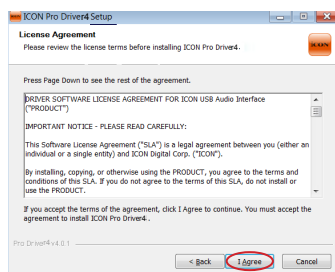 ICON Pro Driver4 Setup
License Agreement
Please review the license terms before installing ICON Pro Driver4.
ICON
Press Page Down to see the rest of the agreement.
DRIVER SOFTWARE LICENSE AGREEMENT FOR ICON USB Audio Interface
("PRODUCT")
IMPORTANT NOTICE - PLEASE READ CAREFULLY:
This Software License Agreement ("SLA") is a legal agreement between you (either an
individual or a single entity) and ICON Digital Corp. ("ICON").
By installing, copying, or otherwise using the PRODUCT, you agree to the terms and
conditions of this SLA. If you do not agree to the terms of this SLA, do not install or
use the PRODUCT.
If you accept the terms of the agreement, click I Agree to continue. You must accept the
agreement to install ICON Pro Driver4.
Pro Driver4 v4.0.1
< Back I Agree Cancel